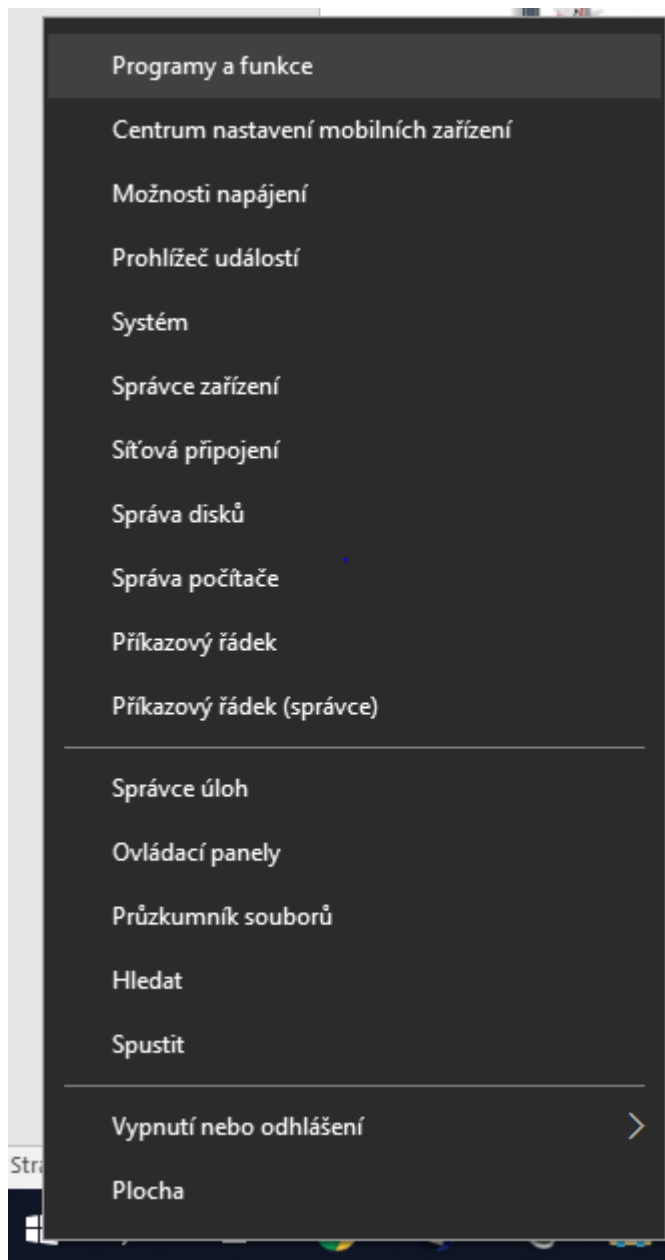 Programy a funkce
Centrum nastavení mobilních zařízení
Možnosti napájení
Prohlížeč událostí
Systém
Správce zařízení
Síťová připojení
Správa disků
Správa počítače
Příkazový řádek
Příkazový řádek (správce)
Správce úloh
Ovládací panely
Průzkumník souborů
Hledat
Spustit
Vypnutí nebo odhlášení
Plocha